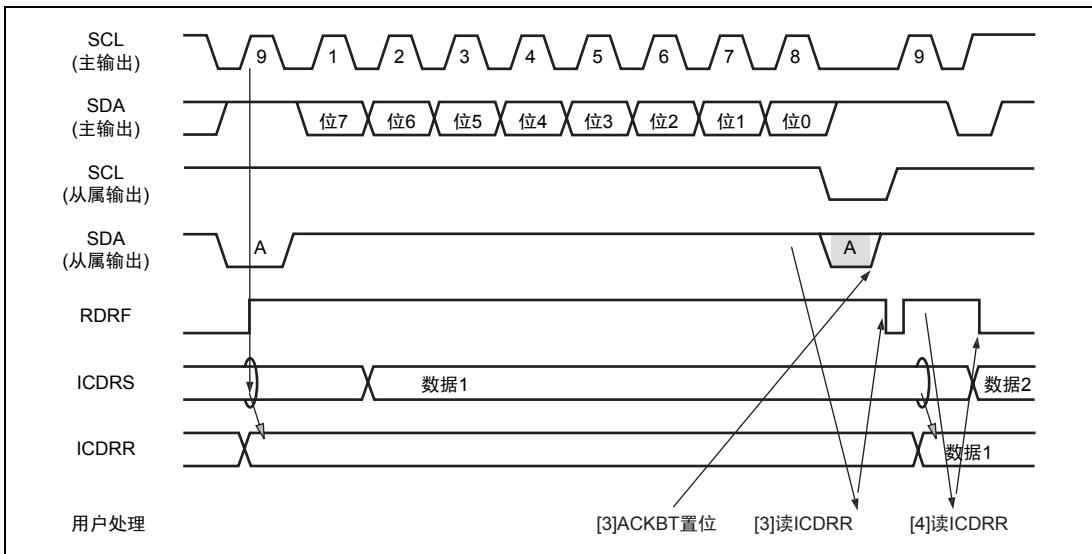 SCL
(主输出)
9 1 2 3 4 5 6 7 8 9
SDA
(主输出)
位7 位6 位5 位4 位3 位2 位1 位0
SCL
(从属输出)
SDA
(从属输出)
A A
RDRF
ICDRS
数据1 数据2
ICDRR
数据1
用户处理
[3]ACKBT置位 [3]读ICDRR [4]读ICDRR